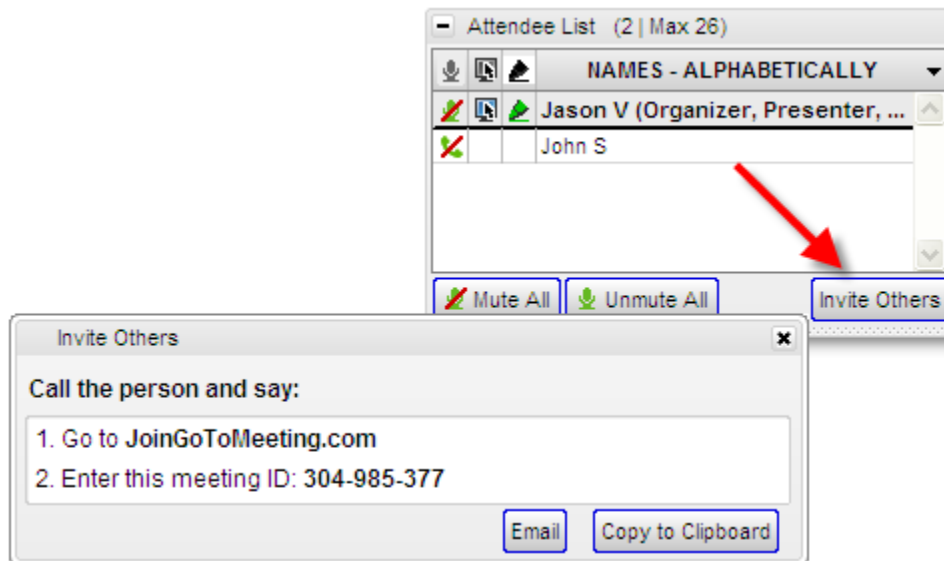 Attendee List (2 | Max 26)
NAMES - ALPHABETICALLY
Jason V (Organizer, Presenter, ...
John S
Mute All Unmute All Invite Others
Invite Others
Call the person and say:
1. Go to JoinGoToMeeting.com
2. Enter this meeting ID: 304-985-377
Email Copy to Clipboard